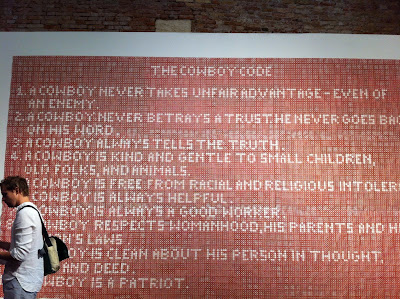 THE COWBOY CODE
1. A COWBOY NEVER TAKES UNFAIR ADVANTAGE - EVEN OF
AN ENEMY.
2. A COWBOY NEVER BETRAYS A TRUST. HE NEVER GOES BAC
ON HIS WORD.
3. A COWBOY ALWAYS TELLS THE TRUTH.
4. A COWBOY IS KIND AND GENTLE TO SMALL CHILDREN,
OLD FOLKS, AND ANIMALS.
COWBOY IS FREE FROM RACIAL AND RELIGIOUS INTOLER
COWBOY IS ALWAYS HELPFUL.
COWBOY IS ALWAYS A GOOD WORKER.
COWBOY RESPECTS WOMANHOOD, HIS PARENTS AND HI
ON'S LAWS.
COWBOY IS CLEAN ABOUT HIS PERSON IN THOUGHT,
AND DEED.
COWBOY IS A PATRIOT.